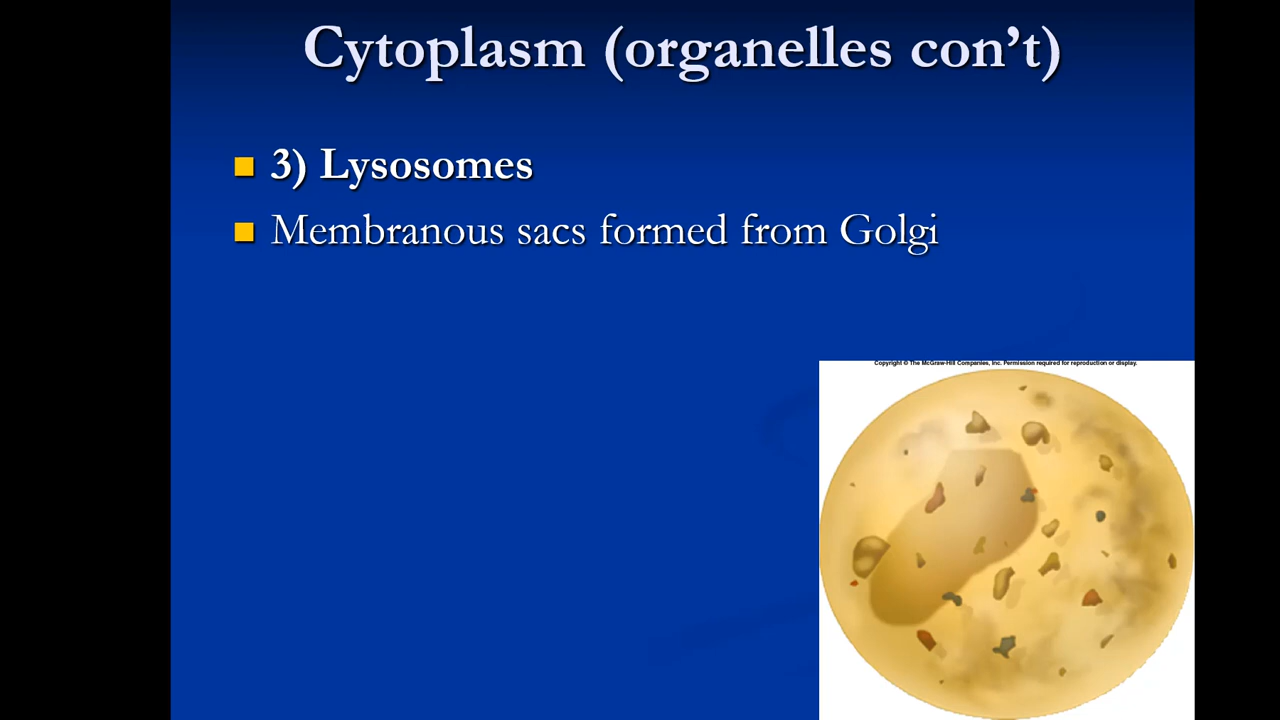 Cytoplasm (organelles con’t)
3) Lysosomes
Membranous sacs formed from Golgi
Copyright © The McGraw-Hill Companies, Inc. Permission required for reproduction or display.